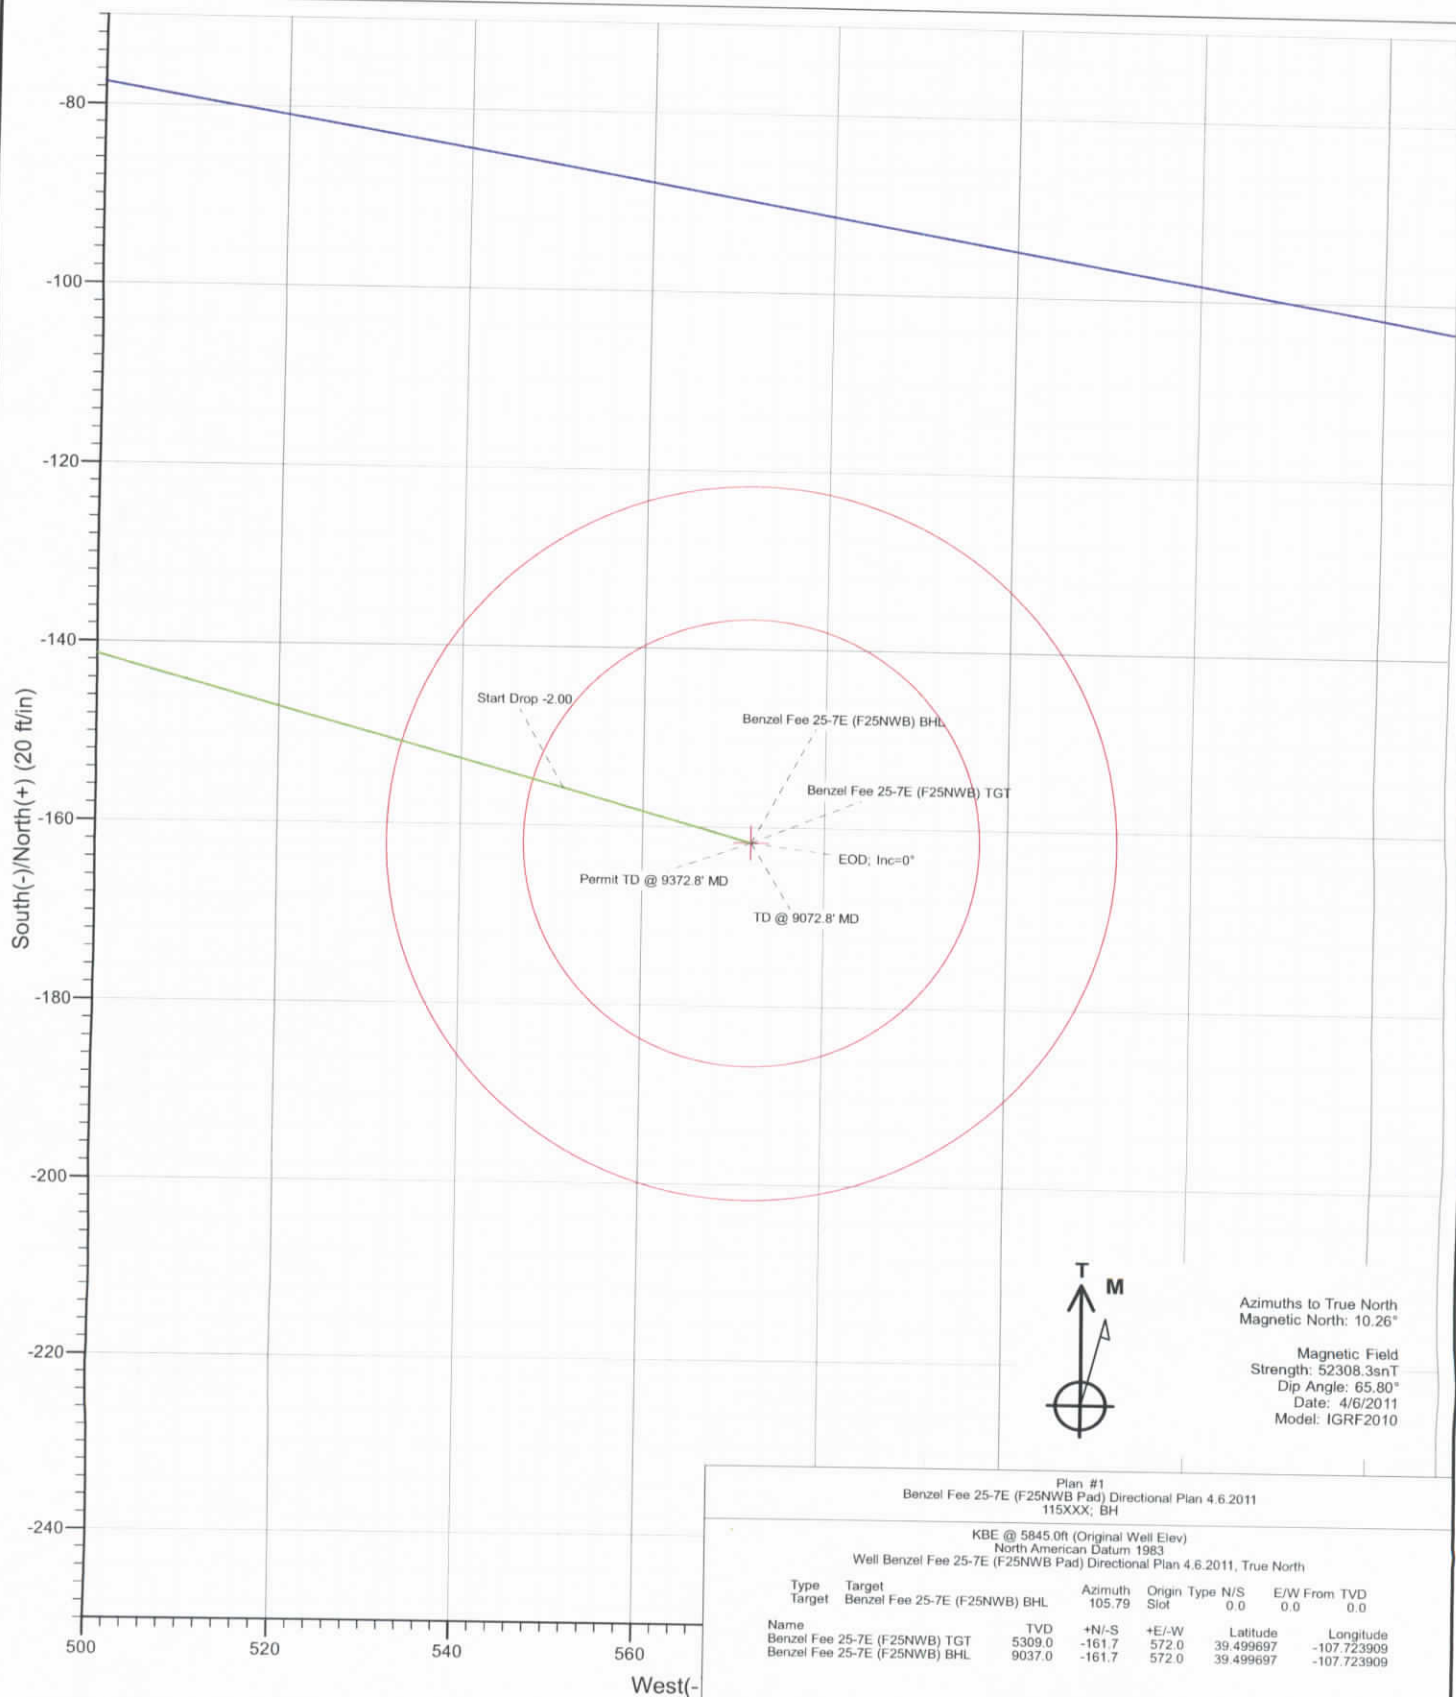 -80
-100
-120
-140
-160
-180
-200
-220
-240
South(-)/North(+) (20 ft/in)
Start Drop -2.00
Benzel Fee 25-7E (F25NWB) BHL
Benzel Fee 25-7E (F25NWB) TGT
EOD; Inc=0°
Permit TD @ 9372.8' MD
TD @ 9072.8' MD
T
M
Azimuths to True North
Magnetic North: 10.26°
Magnetic Field
Strength: 52308.3snT
Dip Angle: 65.80°
Date: 4/6/2011
Model: IGRF2010
500 520 540 560
West(-
Plan #1
Benzel Fee 25-7E (F25NWB Pad) Directional Plan 4.6.2011
115XXX; BH
KBE @ 5845.0ft (Original Well Elev)
North American Datum 1983
Well Benzel Fee 25-7E (F25NWB Pad) Directional Plan 4.6.2011, True North
Type Target Azimuth Origin Type N/S E/W From TVD
Target Benzel Fee 25-7E (F25NWB) BHL 105.79 Slot 0.0 0.0 0.0
Name TVD +N/-S +E/-W Latitude Longitude
Benzel Fee 25-7E (F25NWB) TGT 5309.0 -161.7 572.0 39.499697 -107.723909
Benzel Fee 25-7E (F25NWB) BHL 9037.0 -161.7 572.0 39.499697 -107.723909